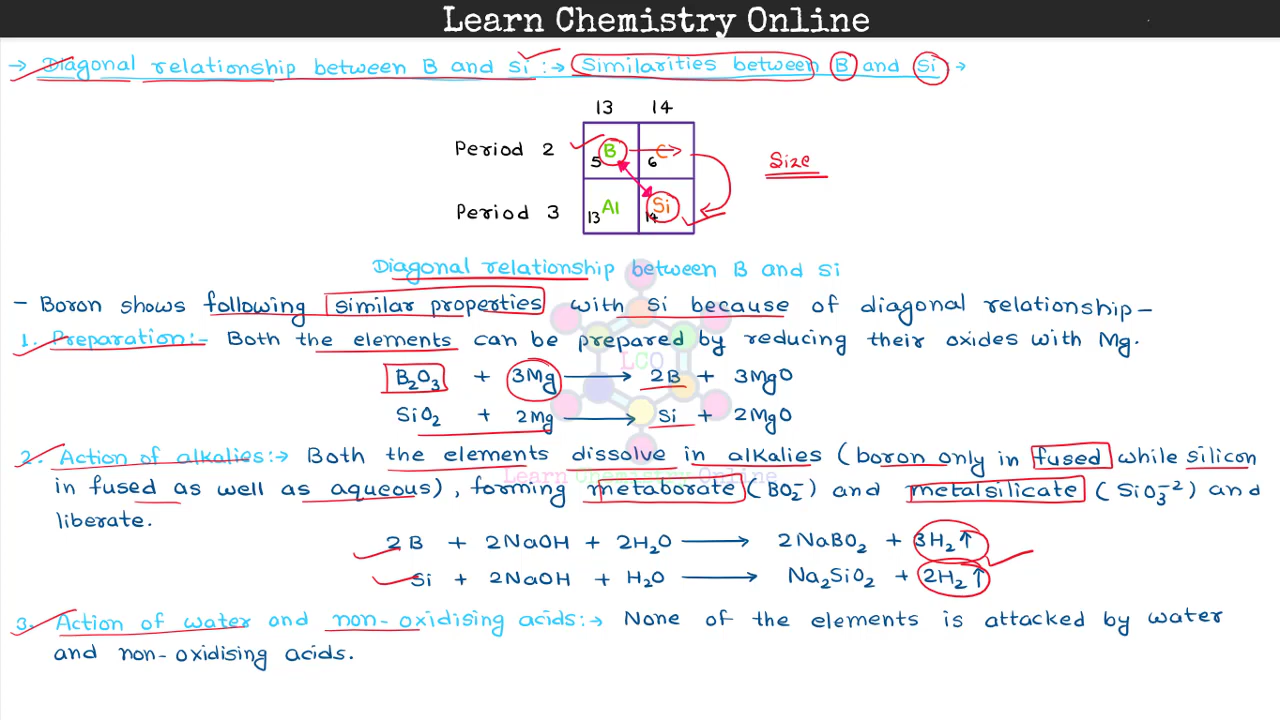 Learn Chemistry Online
→ Diagonal relationship between B and Si :→ Similarities between B and Si →
13 14
Period 2 5 B 6 C Size
Period 3 13 Al 14 Si
Diagonal relationship between B and Si
- Boron shows following similar properties with Si because of diagonal relationship-
1. Preparation:- Both the elements can be prepared by reducing their oxides with Mg.
LCO
B₂O₃ + 3Mg ⟶ 2B + 3MgO
SiO₂ + 2Mg ⟶ Si + 2MgO
2. Action of alkalies:→ Both the elements dissolve in alkalies (boron only in fused while silicon
Learn Chemistry Online
in fused as well as aqueous), forming metaborate (BO₂⁻) and metalsilicate (SiO₃⁻²) and
liberate.
2B + 2NaOH + 2H₂O ⟶ 2NaBO₂ + 3H₂↑
Si + 2NaOH + H₂O ⟶ Na₂SiO₂ + 2H₂↑
3. Action of water and non-oxidising acids:→ None of the elements is attacked by water
and non-oxidising acids.